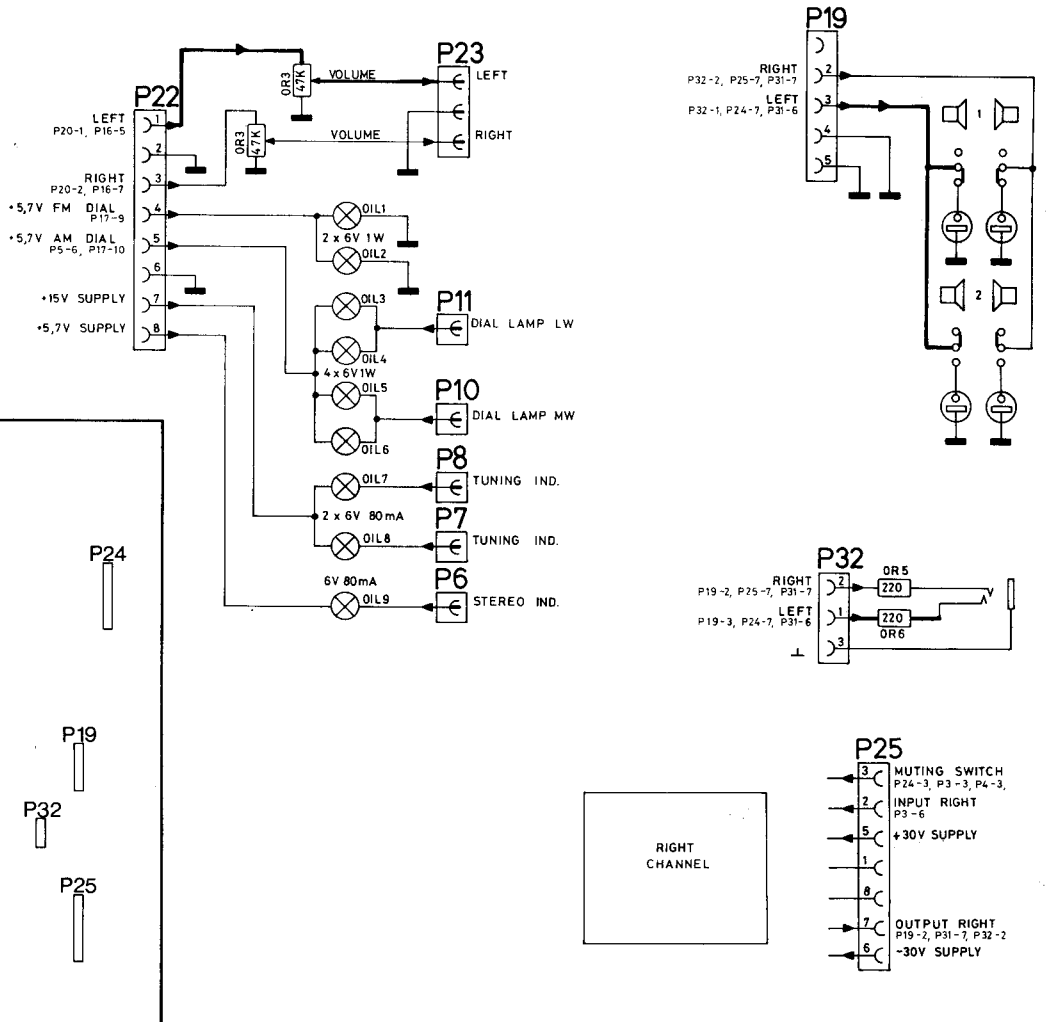 P22
LEFT
P20-1, P16-5
1
2
3
RIGHT
P20-2, P16-7
+5,7V FM DIAL
P17-9
4
+5,7V AM DIAL
P5-6, P17-10
5
6
+15V SUPPLY
7
+5,7V SUPPLY
8
OR3
47K
VOLUME
OR3
47K
VOLUME
P23
LEFT
RIGHT
OIL1
2 x 6V 1W
OIL2
OIL3
OIL4
4 x 6V 1W
OIL5
OIL6
P11
DIAL LAMP LW
P10
DIAL LAMP MW
P8
OIL7
TUNING IND.
2 x 6V 80mA
P7
OIL8
TUNING IND.
P6
6V 80mA
OIL9
STEREO IND.
P19
RIGHT
P32-2, P25-7, P31-7
2
LEFT
P32-1, P24-7, P31-6
3
4
5
1
2
P32
RIGHT
P19-2, P25-7, P31-7
2
OR5
220
LEFT
P19-3, P24-7, P31-6
1
220
OR6
3
P24
P19
P32
P25
RIGHT
CHANNEL
P25
3
MUTING SWITCH
P24-3, P3-3, P4-3,
2
INPUT RIGHT
P3-6
5
+30V SUPPLY
1
8
7
OUTPUT RIGHT
P19-2, P31-7, P32-2
6
-30V SUPPLY